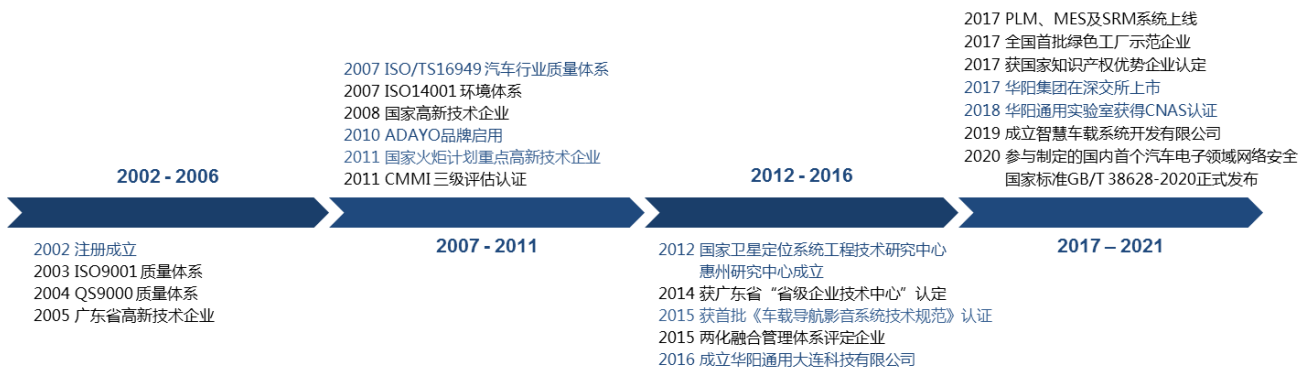 2002 - 2006
2002 注册成立
2003 ISO9001 质量体系
2004 QS9000 质量体系
2005 广东省高新技术企业
2007 ISO/TS16949 汽车行业质量体系
2007 ISO14001 环境体系
2008 国家高新技术企业
2010 ADAYO品牌启用
2011 国家火炬计划重点高新技术企业
2011 CMMI 三级评估认证
2007 - 2011
2012 - 2016
2012 国家卫星定位系统工程技术研究中心
惠州研究中心成立
2014 获广东省“省级企业技术中心”认定
2015 获首批《车载导航影音系统技术规范》认证
2015 两化融合管理体系评定企业
2016 成立华阳通用大连科技有限公司
2017 PLM、MES及SRM系统上线
2017 全国首批绿色工厂示范企业
2017 获国家知识产权优势企业认定
2017 华阳集团在深交所上市
2018 华阳通用实验室获得CNAS认证
2019 成立智慧车载系统开发有限公司
2020 参与制定的国内首个汽车电子领域网络安全
国家标准GB/T 38628-2020正式发布
2017 – 2021